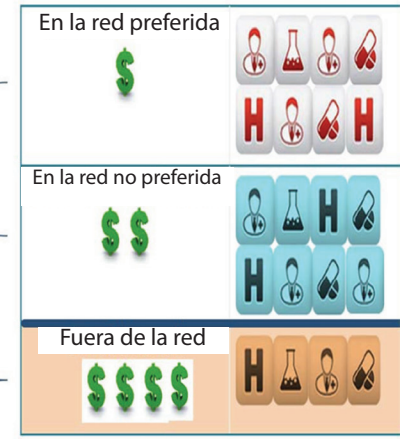 En la red preferida
$
H H
En la red no preferida
$ $
H
H
Fuera de la red
$ $ $ $
H